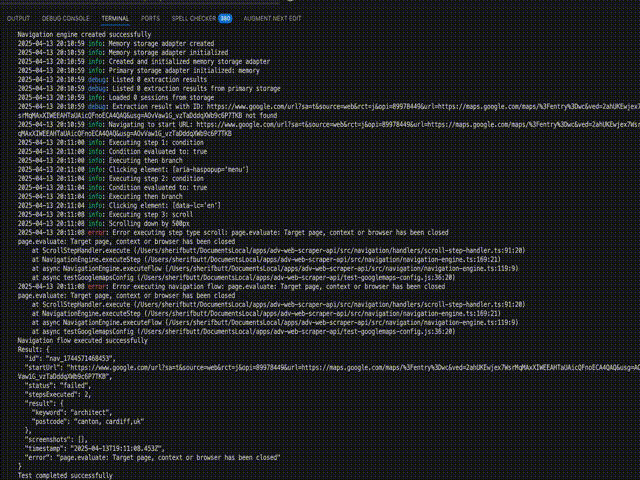 OUTPUT DEBUG CONSOLE TERMINAL PORTS SPELL CHECKER 380 AUGMENT NEXT EDIT
Navigation engine created successfully
2025-04-13 20:10:59 info: Memory storage adapter created
2025-04-13 20:10:59 info: Memory storage adapter initialized
2025-04-13 20:10:59 info: Created and initialized memory storage adapter
2025-04-13 20:10:59 info: Primary storage adapter initialized: memory
2025-04-13 20:10:59 debug: Listed 0 extraction results
2025-04-13 20:10:59 debug: Listed 0 extraction results from primary storage
2025-04-13 20:10:59 info: Loaded 0 sessions from storage
2025-04-13 20:10:59 debug: Extraction result with ID: https://www.google.com/url?sa=t&source=web&rct=j&opi=89978449&url=https://maps.google.com/maps/%3Fentry%3Dwc&ved=2ahUKEwjex7
srMqMAxXIWEEAHTaUAicQFnoECA4QAQ&usg=AOvVaw1G_vzTaDddqXWb9c6P7TKB not found
2025-04-13 20:10:59 info: Navigating to start URL: https://www.google.com/url?sa=t&source=web&rct=j&opi=89978449&url=https://maps.google.com/maps/%3Fentry%3Dwc&ved=2ahUKEwjex7Wsr
qMAxXIWEEAHTaUAicQFnoECA4QAQ&usg=AOvVaw1G_vzTaDddqXWb9c6P7TKB
2025-04-13 20:11:00 info: Executing step 1: condition
2025-04-13 20:11:00 info: Condition evaluated to: true
2025-04-13 20:11:00 info: Executing then branch
2025-04-13 20:11:00 info: Clicking element: [aria-haspopup='menu']
2025-04-13 20:11:04 info: Executing step 2: condition
2025-04-13 20:11:04 info: Condition evaluated to: true
2025-04-13 20:11:04 info: Executing then branch
2025-04-13 20:11:04 info: Clicking element: [data-lc='en']
2025-04-13 20:11:08 info: Executing step 3: scroll
2025-04-13 20:11:08 info: Scrolling down by 500px
2025-04-13 20:11:08 error: Error executing step type scroll: page.evaluate: Target page, context or browser has been closed
page.evaluate: Target page, context or browser has been closed
at ScrollStepHandler.execute (/Users/sherifbutt/DocumentsLocal/apps/adv-web-scraper-api/src/navigation/handlers/scroll-step-handler.ts:91:20)
at NavigationEngine.executeStep (/Users/sherifbutt/DocumentsLocal/apps/adv-web-scraper-api/src/navigation/navigation-engine.ts:169:21)
at async NavigationEngine.executeFlow (/Users/sherifbutt/DocumentsLocal/apps/adv-web-scraper-api/src/navigation/navigation-engine.ts:119:9)
at async testGooglemapsConfig (/Users/sherifbutt/DocumentsLocal/apps/adv-web-scraper-api/test-googlemaps-config.js:36:20)
2025-04-13 20:11:08 error: Error executing navigation flow: page.evaluate: Target page, context or browser has been closed
page.evaluate: Target page, context or browser has been closed
at ScrollStepHandler.execute (/Users/sherifbutt/DocumentsLocal/apps/adv-web-scraper-api/src/navigation/handlers/scroll-step-handler.ts:91:20)
at NavigationEngine.executeStep (/Users/sherifbutt/DocumentsLocal/apps/adv-web-scraper-api/src/navigation/navigation-engine.ts:169:21)
at async NavigationEngine.executeFlow (/Users/sherifbutt/DocumentsLocal/apps/adv-web-scraper-api/src/navigation/navigation-engine.ts:119:9)
at async testGooglemapsConfig (/Users/sherifbutt/DocumentsLocal/apps/adv-web-scraper-api/test-googlemaps-config.js:36:20)
Navigation flow executed successfully
Result: {
"id": "nav_1744571468453",
"startUrl": "https://www.google.com/url?sa=t&source=web&rct=j&opi=89978449&url=https://maps.google.com/maps/%3Fentry%3Dwc&ved=2ahUKEwjex7WsrMqMAxXIWEEAHTaUAicQFnoECA4QAQ&usg=AO
Vaw1G_vzTaDddqXWb9c6P7TKB",
"status": "failed",
"stepsExecuted": 2,
"result": {
"keyword": "architect",
"postcode": "canton, cardiff,uk"
},
"screenshots": [],
"timestamp": "2025-04-13T19:11:08.453Z",
"error": "page.evaluate: Target page, context or browser has been closed"
}
Test completed successfully